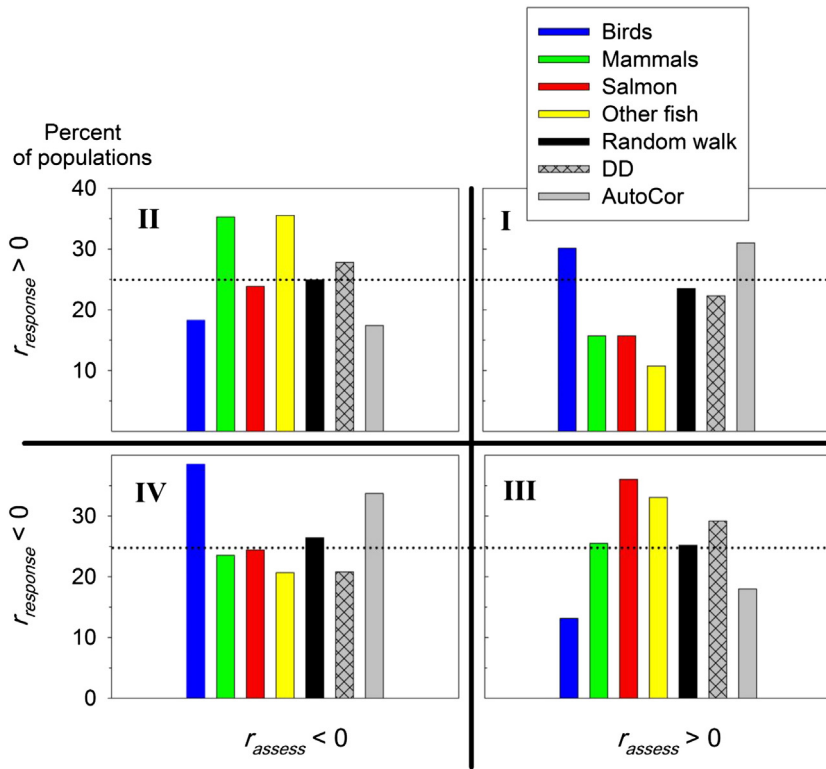 Birds
Mammals
Salmon
Other fish
Random walk
DD
AutoCor
Percent
of populations
40
30
20
10
II
I
r_response > 0
30
20
10
0
IV
III
r_response < 0
r_assess < 0
r_assess > 0